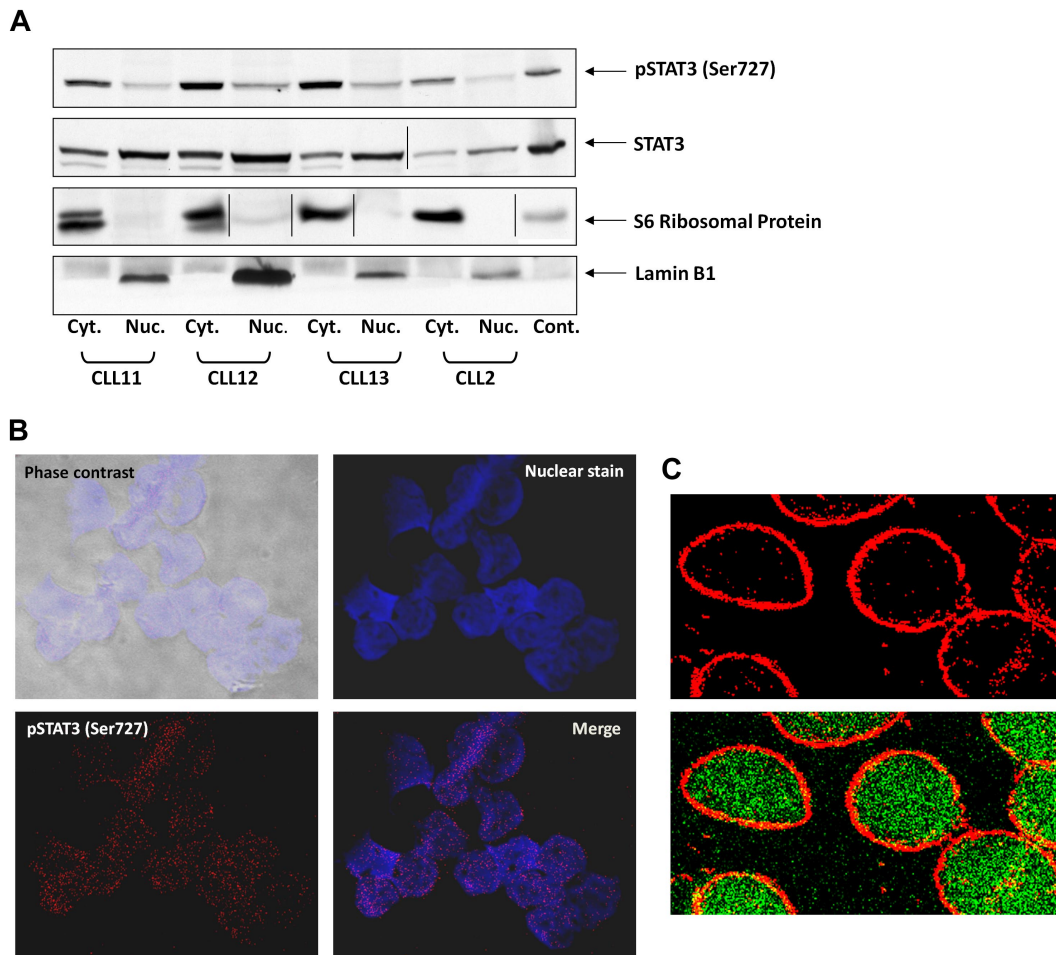 A
pSTAT3 (Ser727)
STAT3
S6 Ribosomal Protein
Lamin B1
Cyt. Nuc. Cyt. Nuc. Cyt. Nuc. Cyt. Nuc. Cont.
CLL11 CLL12 CLL13 CLL2
B
Phase contrast
Nuclear stain
C
pSTAT3 (Ser727)
Merge